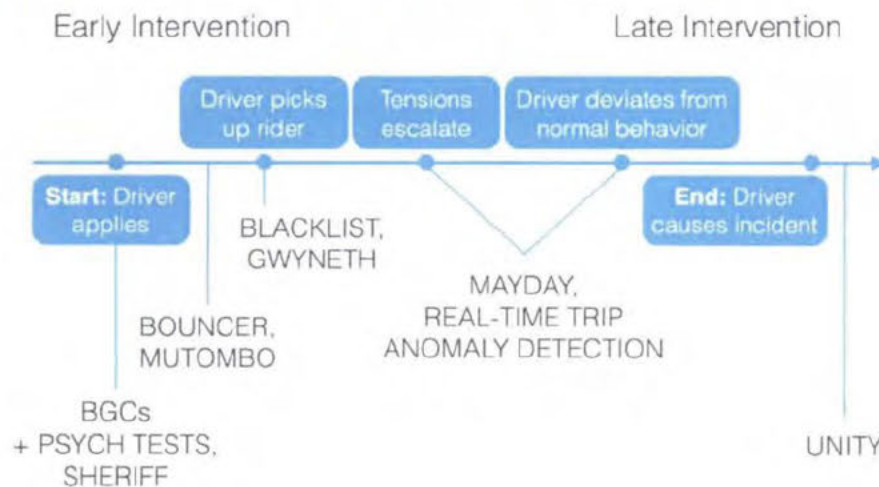 Early Intervention
Late Intervention
Driver picks
up rider
Tensions
escalate
Driver deviates from
normal behavior
Start: Driver
applies
End: Driver
causes incident
BLACKLIST,
GWYNETH
MAYDAY,
REAL-TIME TRIP
ANOMALY DETECTION
BOUNCER,
MUTOMBO
BGCs
+ PSYCH TESTS,
SHERIFF
UNITY